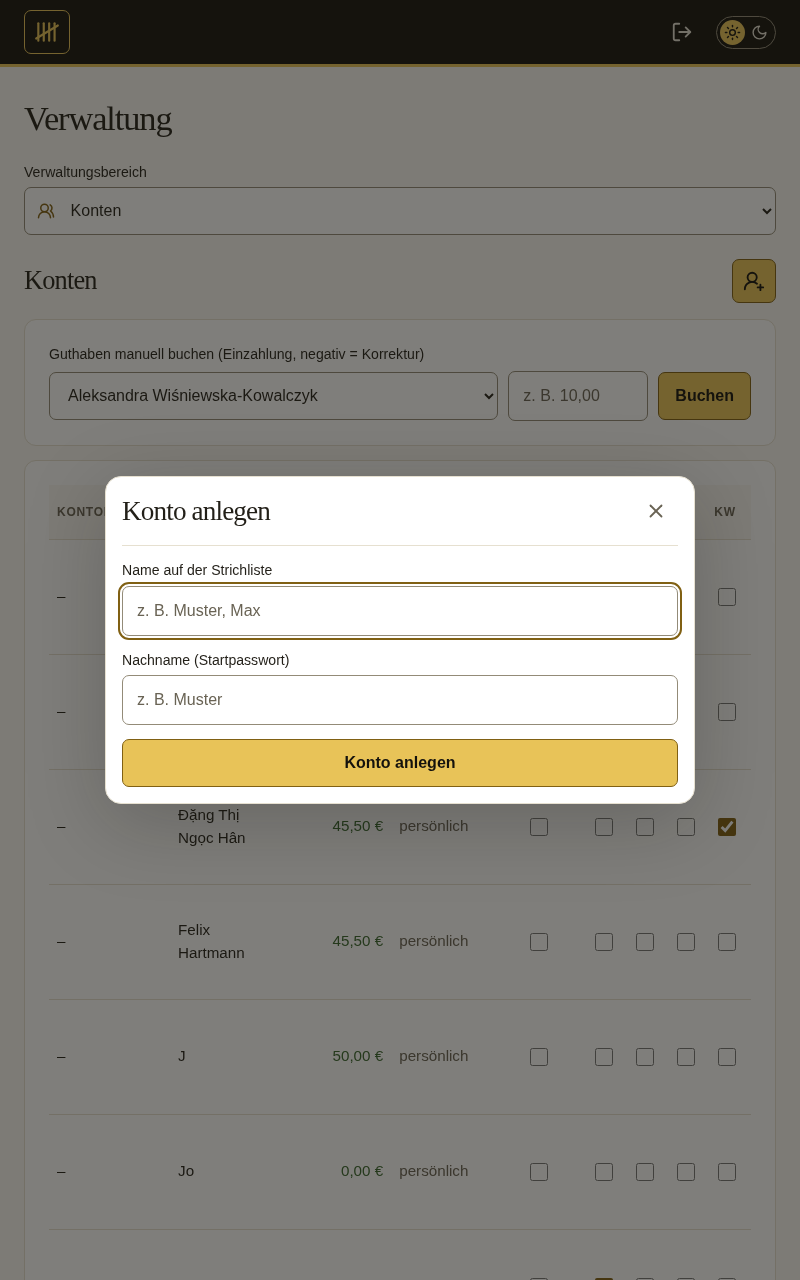 Verwaltung
Verwaltungsbereich
Konten
Konten
Guthaben manuell buchen (Einzahlung, negativ = Korrektur)
Aleksandra Wiśniewska-Kowalczyk
z. B. 10,00
Buchen
KW
Konto anlegen
Name auf der Strichliste
z. B. Muster, Max
Nachname (Startpasswort)
z. B. Muster
Konto anlegen
–
–
– Đặng Thị
Ngọc Hân 45,50 € persönlich
– Felix
Hartmann 45,50 € persönlich
– J 50,00 € persönlich
– Jo 0,00 € persönlich